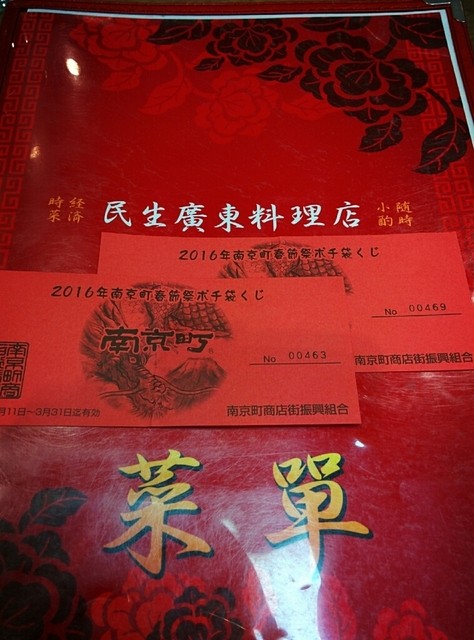 時菜 経済
民生廣東料理店
小酌 隨時
2016年南京町春節祭ポチ袋くじ
No 00469
南京町商店街振興組合
2016年南京町春節祭ポチ袋くじ
南京町
No 00463
月11日～3月31日迄有効
南京町商店街振興組合
菜單